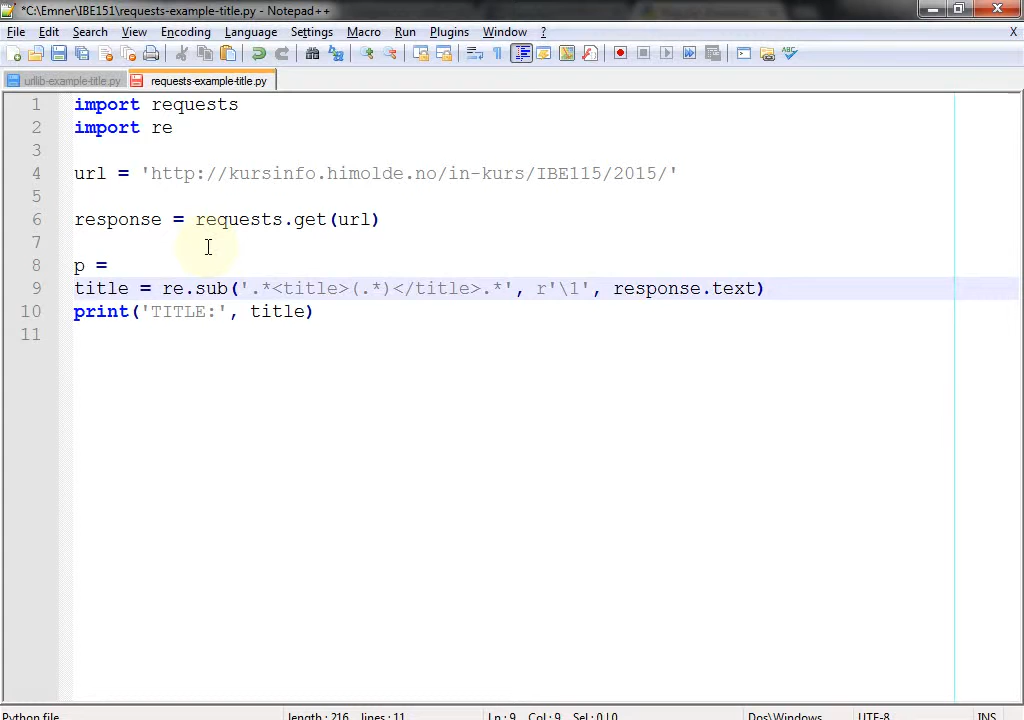 *C:\Emner\IBE151\requests-example-title.py - Notepad++
File Edit Search View Encoding Language Settings Macro Run Plugins Window ? X
urllib-example-title.py requests-example-title.py
1 import requests
2 import re
3
4 url = 'http://kursinfo.himolde.no/in-kurs/IBE115/2015/'
5
6 response = requests.get(url)
7
8 p =
9 title = re.sub('.*<title>(.*)</title>.*', r'\1', response.text)
10 print('TITLE:', title)
11
Python file length : 216 lines : 11 Ln : 9 Col : 9 Sel : 0 | 0 Dos\Windows UTF-8 INS